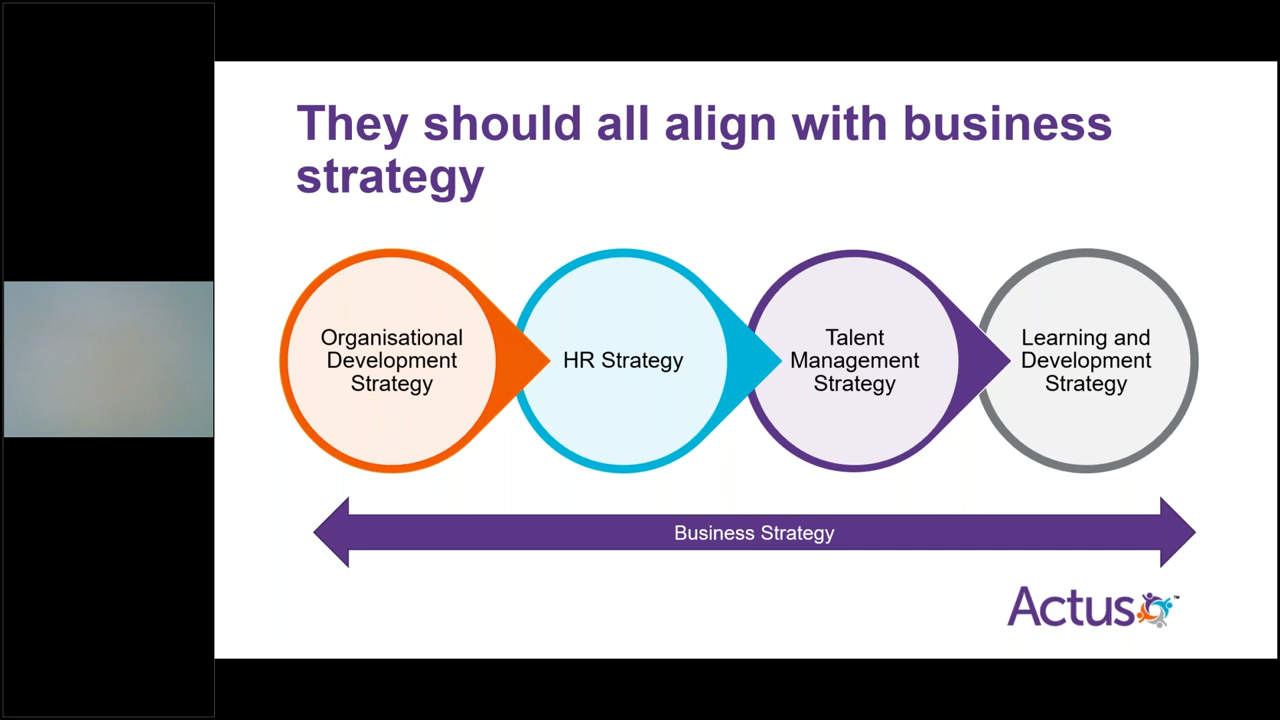 They should all align with business
strategy
Organisational
Development
Strategy
HR Strategy
Talent
Management
Strategy
Learning and
Development
Strategy
Business Strategy
Actus™